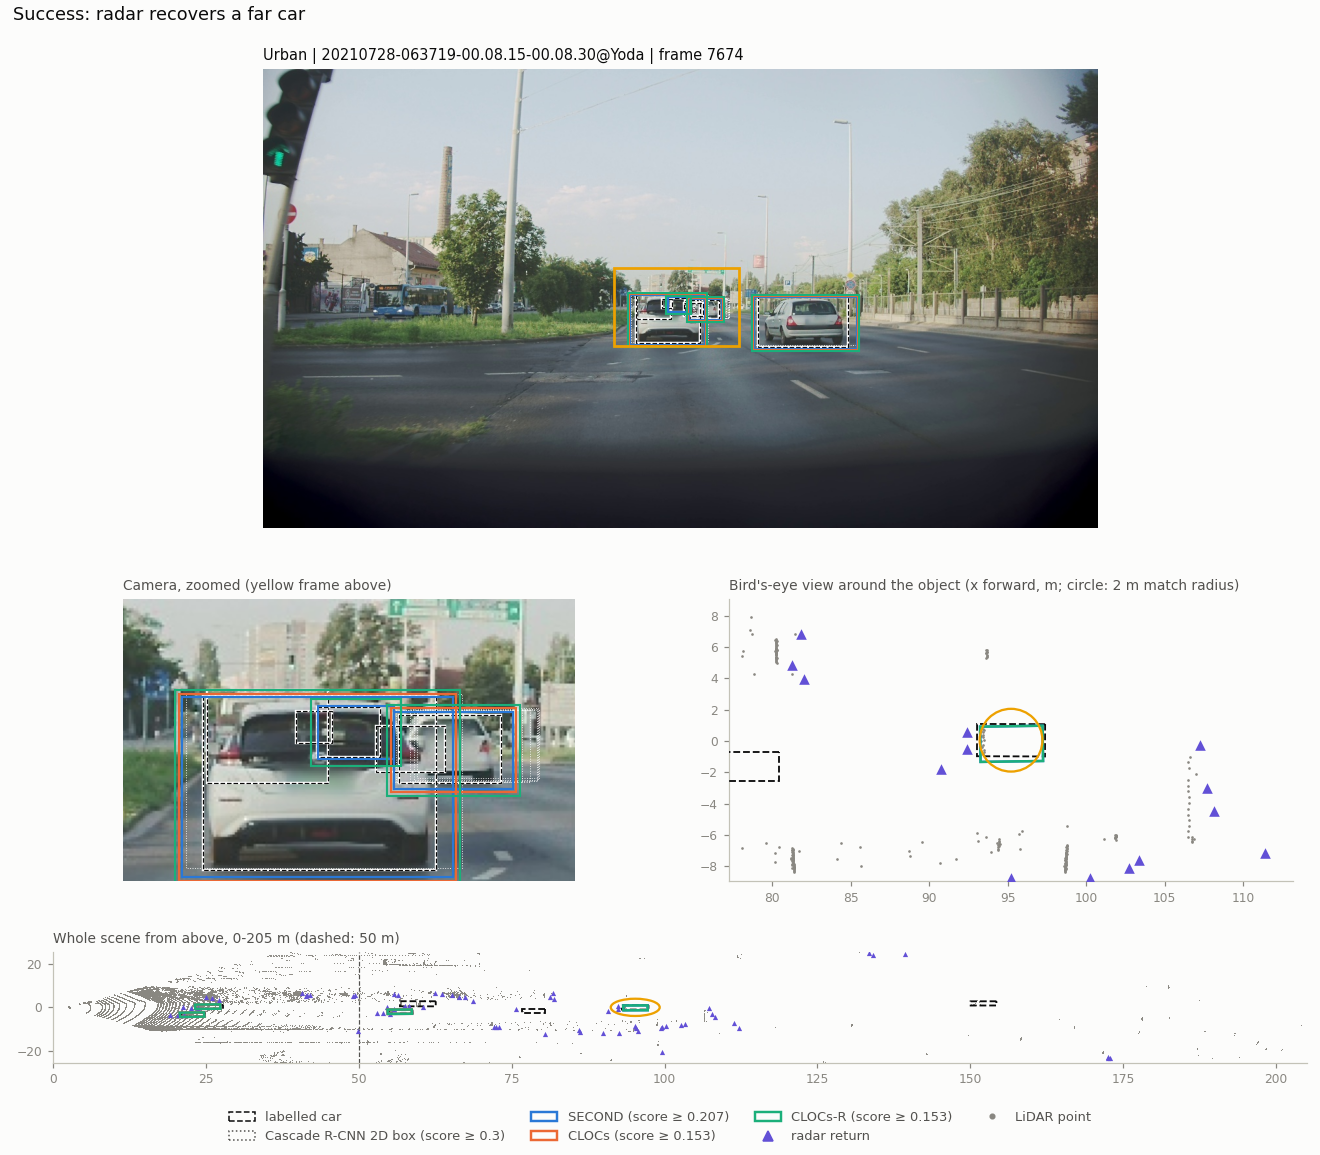 Success: radar recovers a far car
Urban | 20210728-063719-00.08.15-00.08.30@Yoda | frame 7674
Camera, zoomed (yellow frame above)
Bird's-eye view around the object (x forward, m; circle: 2 m match radius)
8
6
4
2
0
−2
−4
−6
−8
80 85 90 95 100 105 110
Whole scene from above, 0-205 m (dashed: 50 m)
20
0
−20
0 25 50 75 100 125 150 175 200
labelled car
Cascade R-CNN 2D box (score ≥ 0.3)
SECOND (score ≥ 0.207)
CLOCs (score ≥ 0.153)
CLOCs-R (score ≥ 0.153)
radar return
LiDAR point